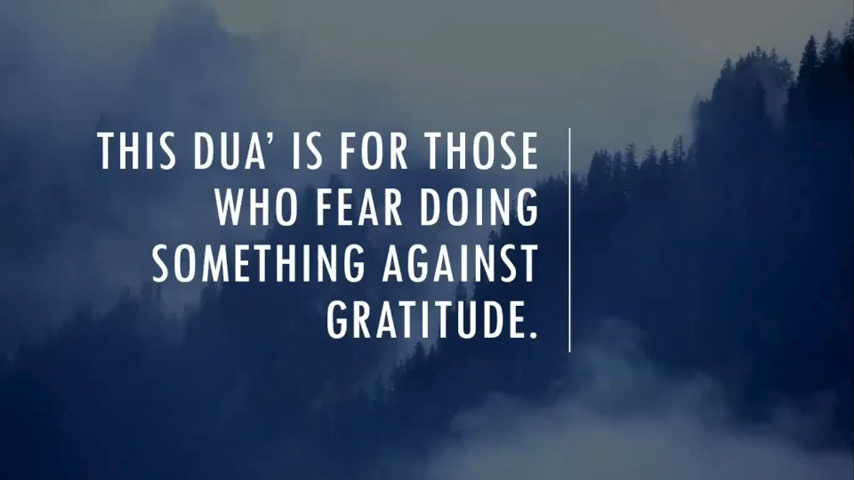 THIS DUA’ IS FOR THOSE
WHO FEAR DOING
SOMETHING AGAINST
GRATITUDE.